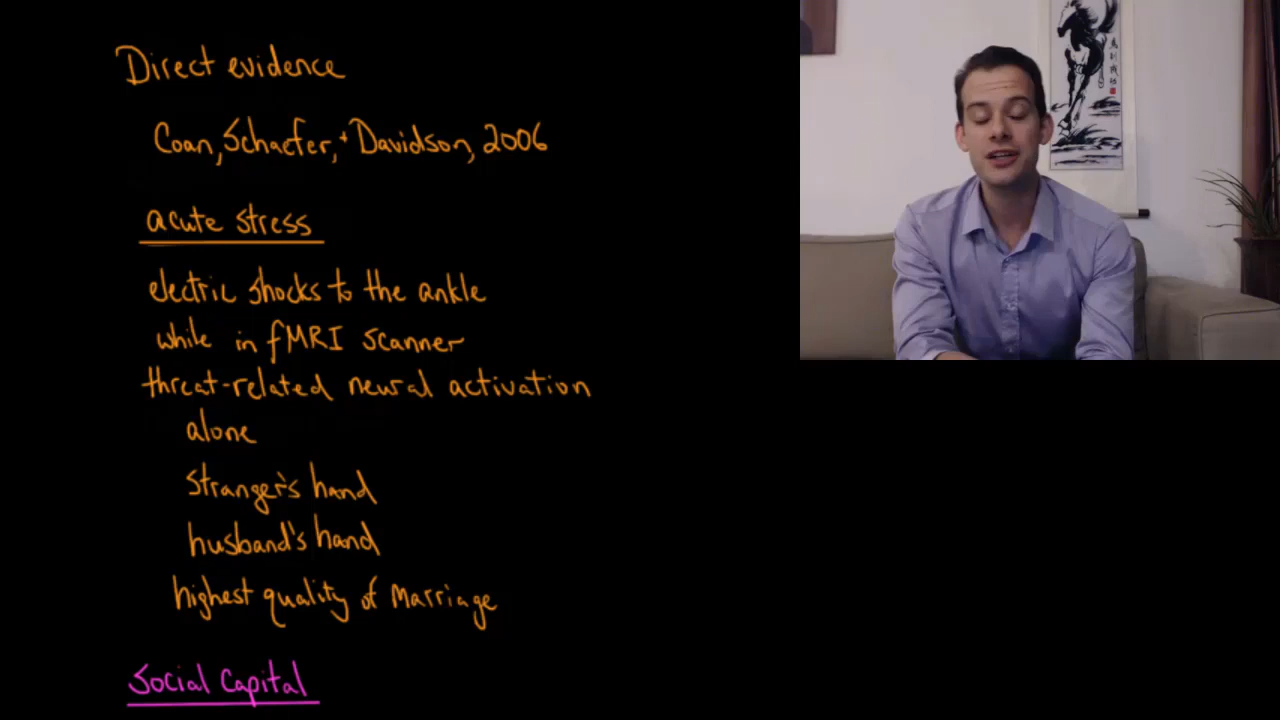 Direct evidence
Coan, Schaefer, + Davidson, 2006
acute stress
electric shocks to the ankle
while in fMRI scanner
threat-related neural activation
alone
stranger's hand
husband's hand
highest quality of marriage
Social Capital